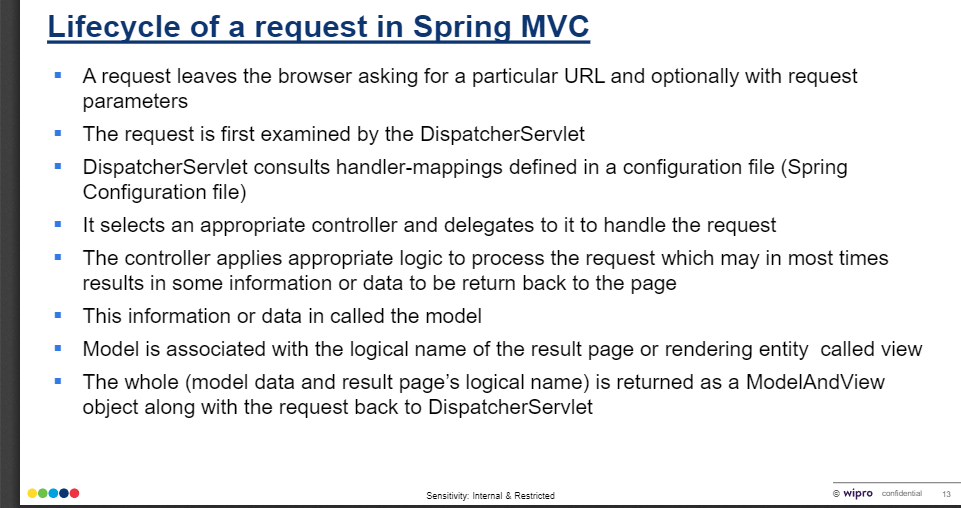 Lifecycle of a request in Spring MVC
▪ A request leaves the browser asking for a particular URL and optionally with request
parameters
▪ The request is first examined by the DispatcherServlet
▪ DispatcherServlet consults handler-mappings defined in a configuration file (Spring
Configuration file)
▪ It selects an appropriate controller and delegates to it to handle the request
▪ The controller applies appropriate logic to process the request which may in most times
results in some information or data to be return back to the page
▪ This information or data in called the model
▪ Model is associated with the logical name of the result page or rendering entity  called view
▪ The whole (model data and result page's logical name) is returned as a ModelAndView
object along with the request back to DispatcherServlet
Sensitivity: Internal & Restricted
© wipro confidential 13